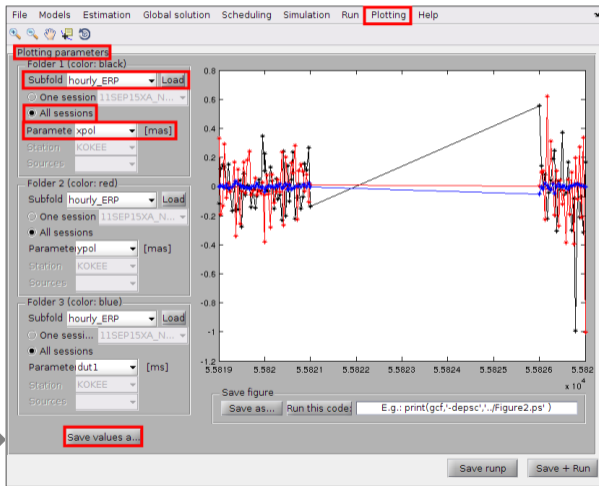 File Models Estimation Global solution Scheduling Simulation Run Plotting Help
Plotting parameters
Folder 1 (color: black)
Subfold hourly_ERP Load
One session 11SEP15XA_N...
All sessions
Paramete xpol [mas]
Station KOKEE
Sources
Folder 2 (color: red)
Subfold hourly_ERP Load
One session 11SEP15XA_N...
All sessions
Parameter ypol [mas]
Station KOKEE
Sources
Folder 3 (color: blue)
Subfold hourly_ERP Load
One sessi... 11SEP15XA_N...
All sessions
Parameter dut1 [ms]
Station KOKEE
Sources
Save values a...
0.8
0.6
0.4
0.2
0
-0.2
-0.4
-0.6
-0.8
-1
-1.2
5.5819 5.582 5.5821 5.5822 5.5823 5.5824 5.5825 5.5826 5.582
x 10⁴
Save figure
Save as... Run this code: E.g.: print(gcf,'-depsc','../Figure2.ps' )
Save runp Save + Run